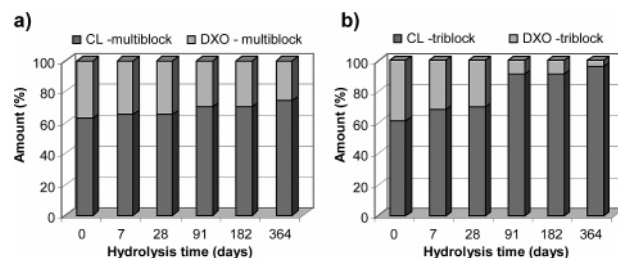 a)
CL -multiblock DXO - multiblock
100
80
60
40
20
0
Amount (%)
0 7 28 91 182 364
Hydrolysis time (days)
b)
CL -triblock DXO -triblock
100
80
60
40
20
0
Amount (%)
0 7 28 91 182 364
Hydrolysis time (days)